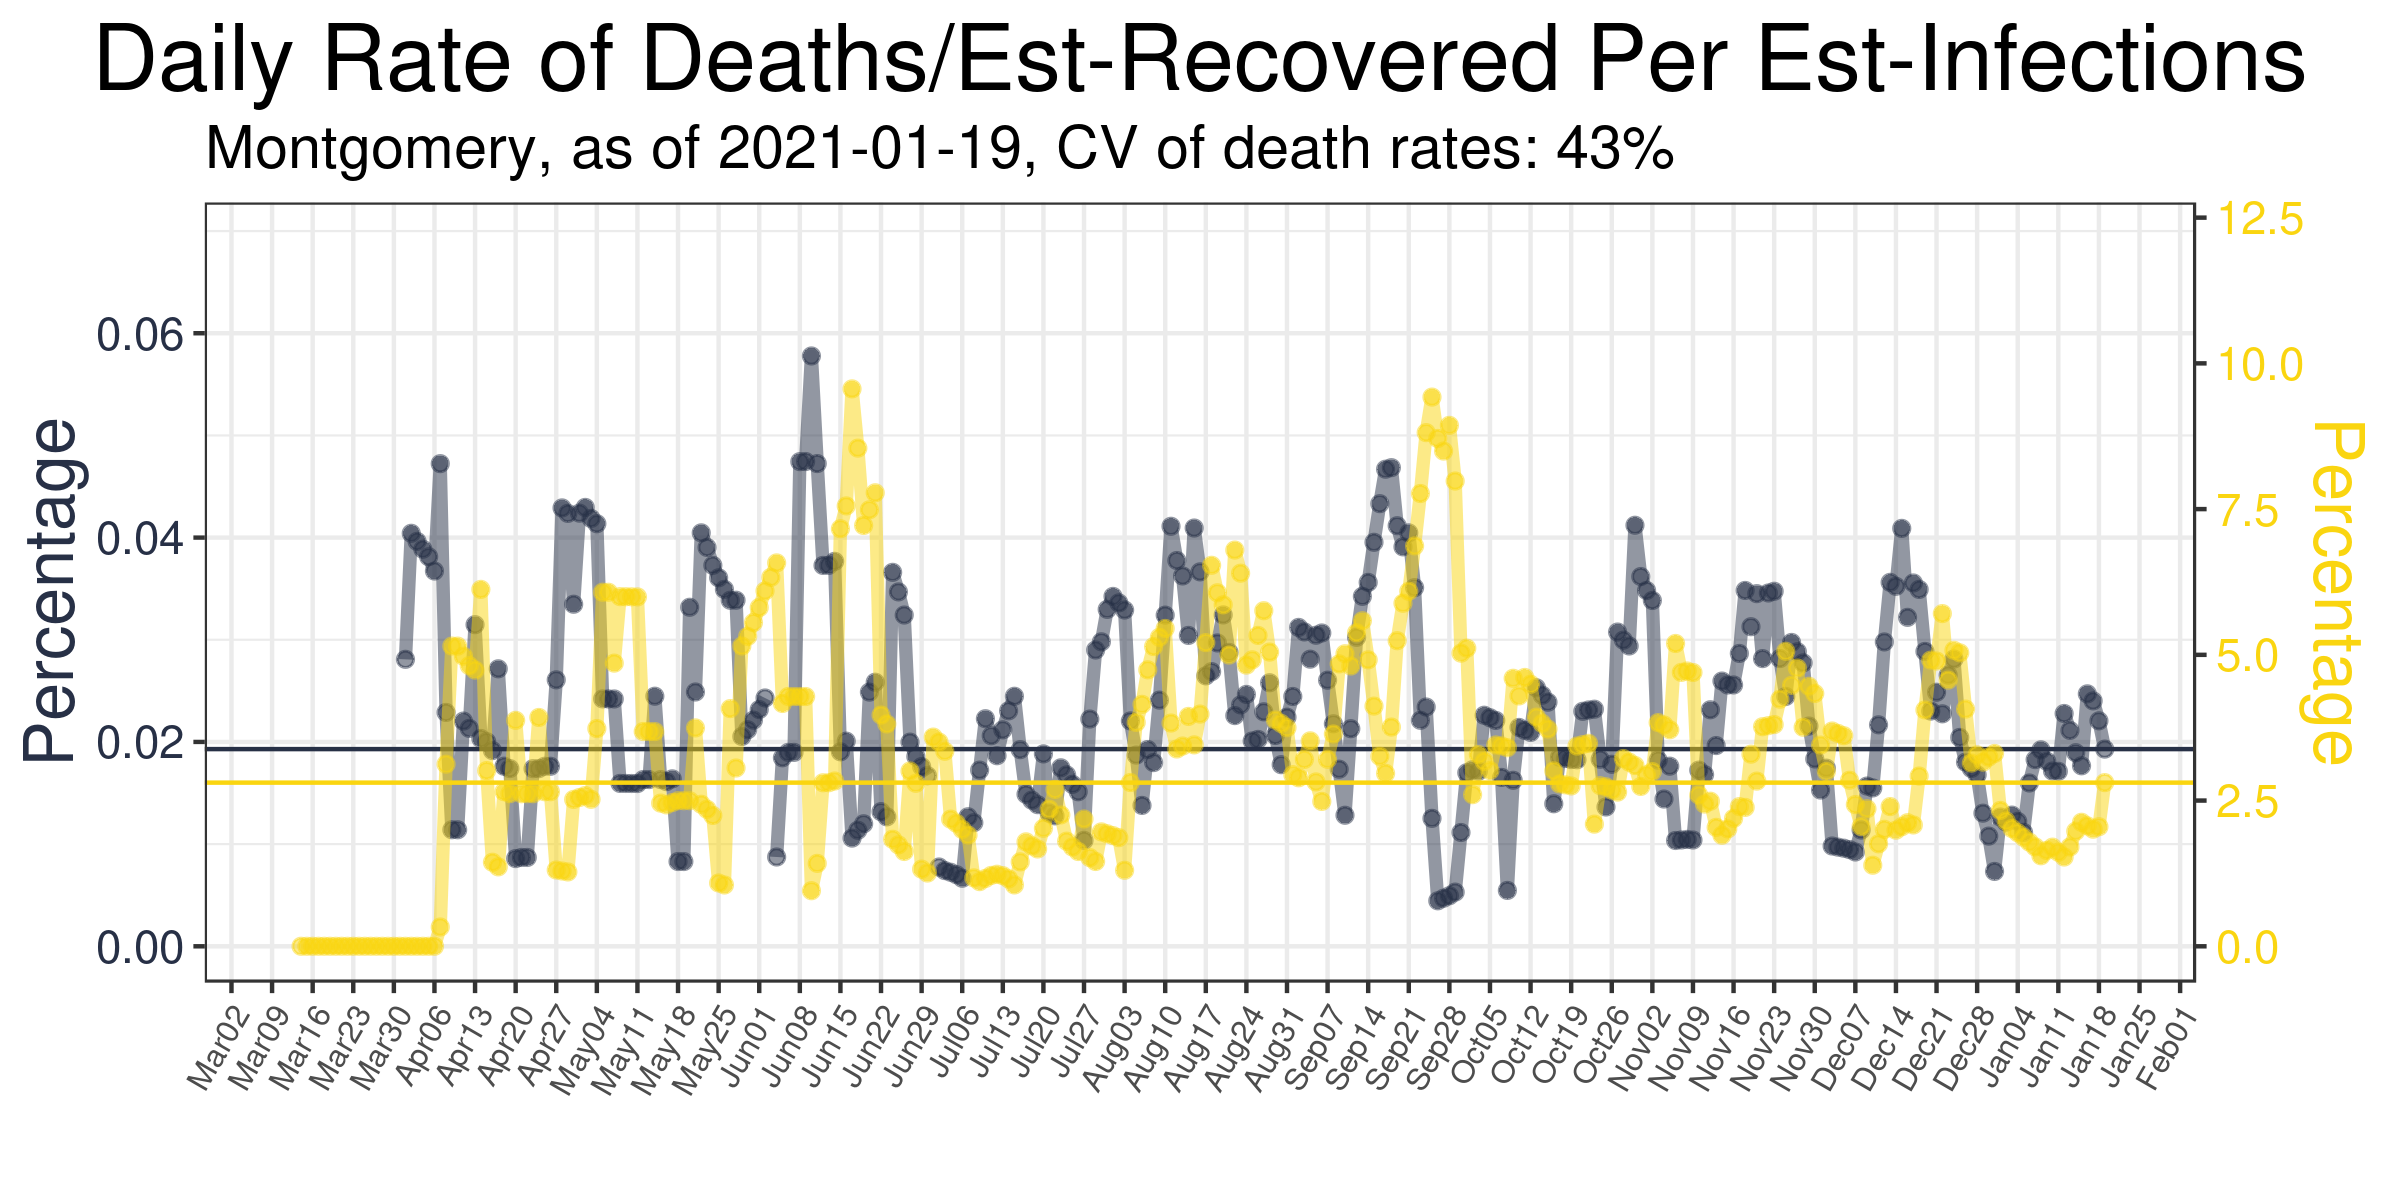 Daily Rate of Deaths/Est-Recovered Per Est-Infections
Montgomery, as of 2021-01-19, CV of death rates: 43%
Percentage
0.06
0.04
0.02
0.00
12.5
10.0
7.5
5.0
2.5
0.0
Percentage
Mar02
Mar09
Mar16
Mar23
Mar30
Apr06
Apr13
Apr20
Apr27
May04
May11
May18
May25
Jun01
Jun08
Jun15
Jun22
Jun29
Jul06
Jul13
Jul20
Jul27
Aug03
Aug10
Aug17
Aug24
Aug31
Sep07
Sep14
Sep21
Sep28
Oct05
Oct12
Oct19
Oct26
Nov02
Nov09
Nov16
Nov23
Nov30
Dec07
Dec14
Dec21
Dec28
Jan04
Jan11
Jan18
Jan25
Feb01